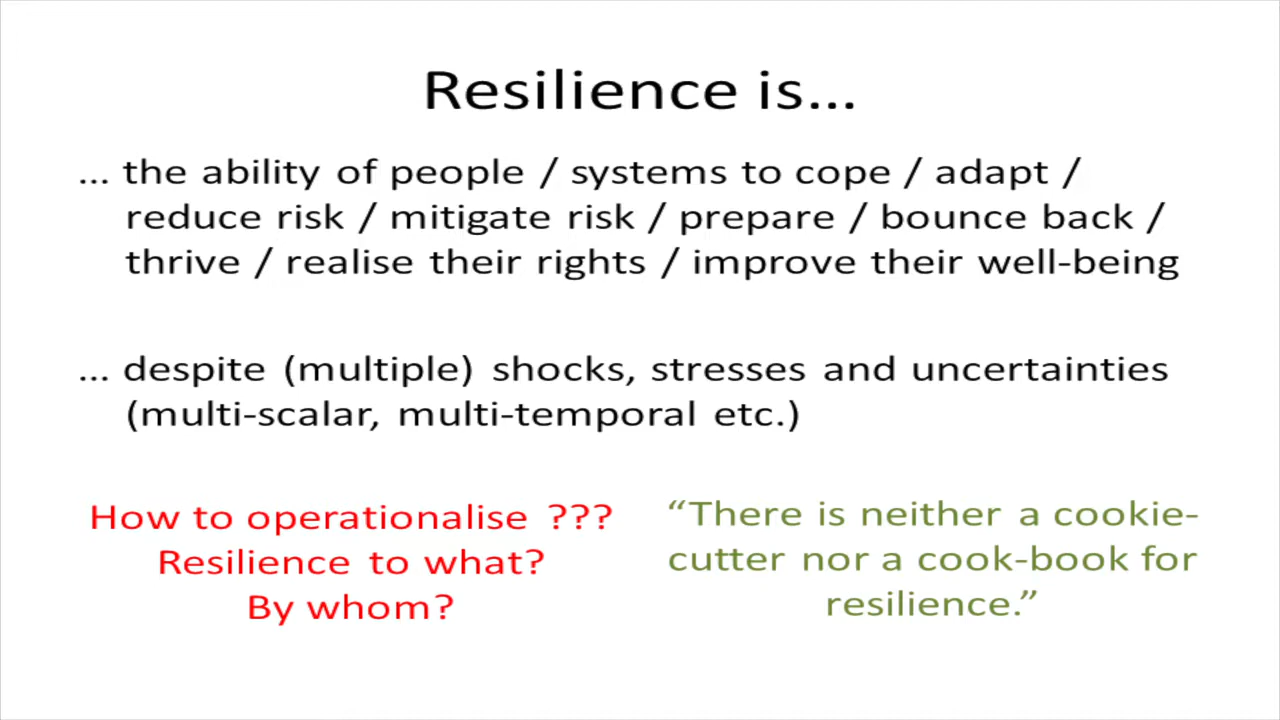 Resilience is...
... the ability of people / systems to cope / adapt /
reduce risk / mitigate risk / prepare / bounce back /
thrive / realise their rights / improve their well-being
... despite (multiple) shocks, stresses and uncertainties
(multi-scalar, multi-temporal etc.)
How to operationalise ???
Resilience to what?
By whom?
“There is neither a cookie-
cutter nor a cook-book for
resilience.”